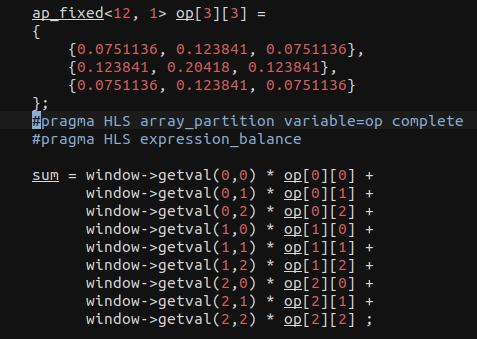 ap_fixed<12, 1> op[3][3] =
{
{0.0751136, 0.123841, 0.0751136},
{0.123841, 0.20418, 0.123841},
{0.0751136, 0.123841, 0.0751136}
};
#pragma HLS array_partition variable=op complete
#pragma HLS expression_balance
sum = window->getval(0,0) * op[0][0] +
window->getval(0,1) * op[0][1] +
window->getval(0,2) * op[0][2] +
window->getval(1,0) * op[1][0] +
window->getval(1,1) * op[1][1] +
window->getval(1,2) * op[1][2] +
window->getval(2,0) * op[2][0] +
window->getval(2,1) * op[2][1] +
window->getval(2,2) * op[2][2] ;